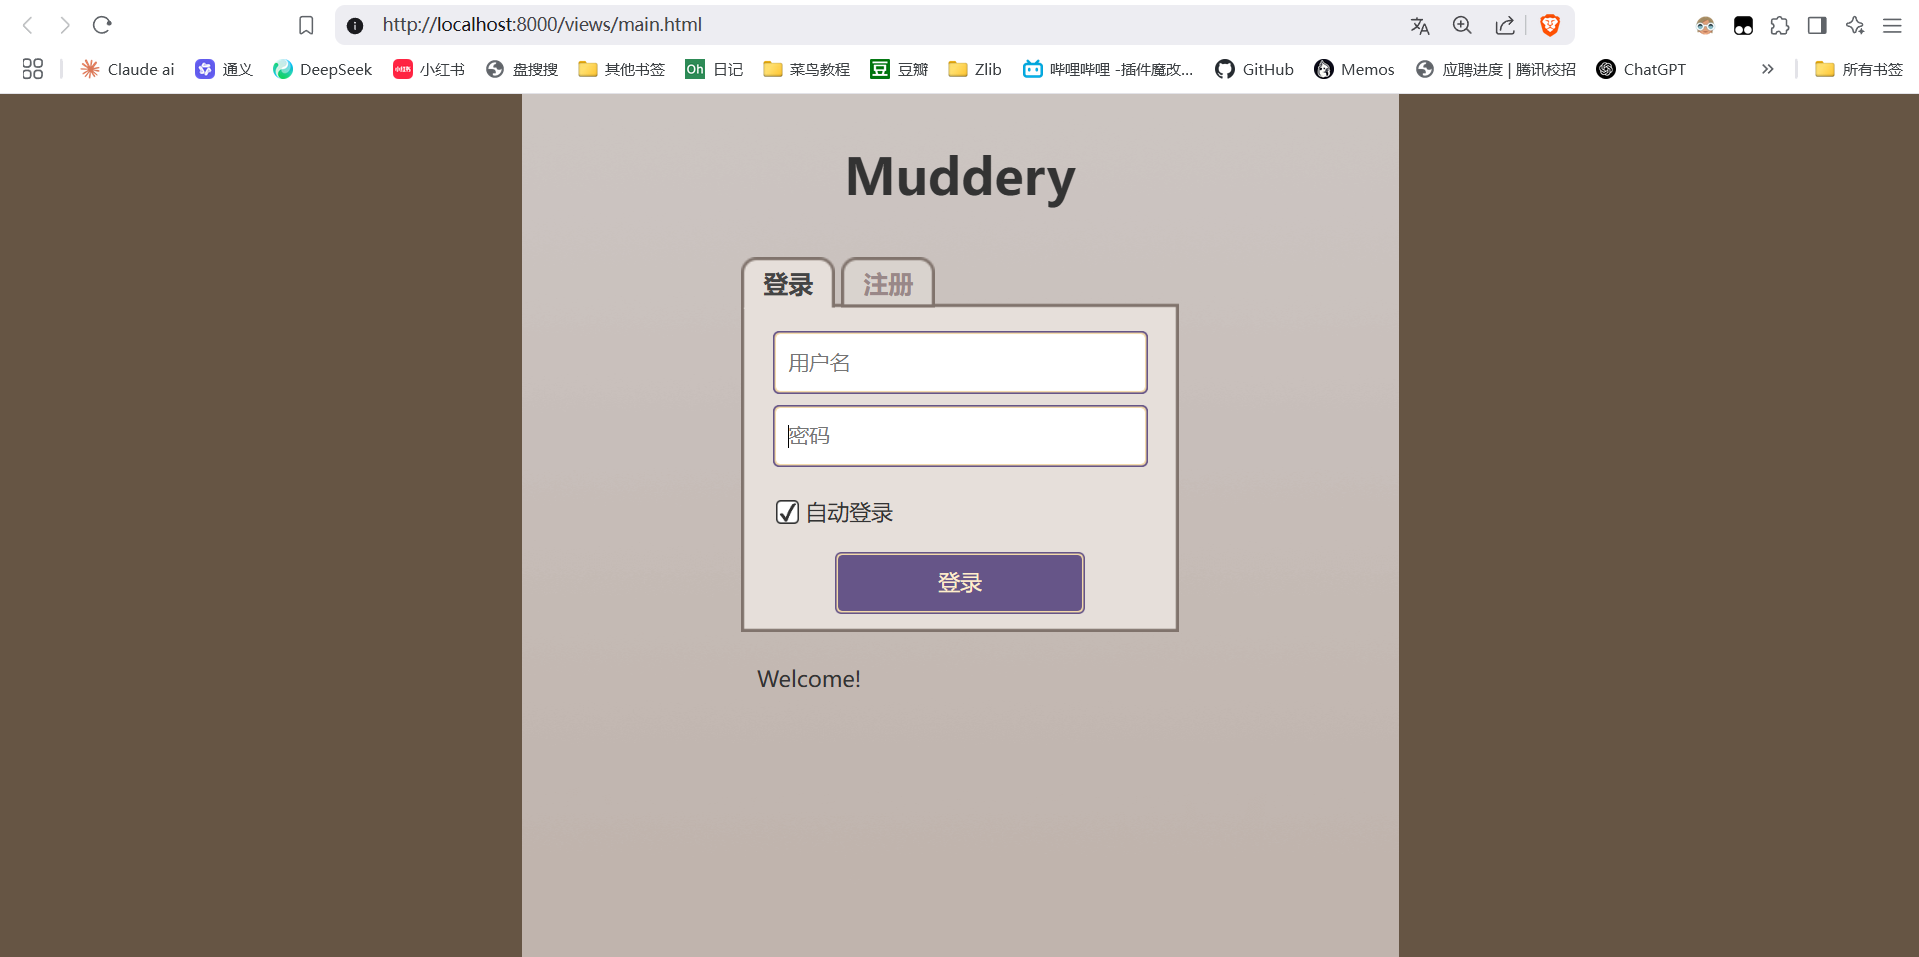 http://localhost:8000/views/main.html
Claude ai
通义
DeepSeek
小红书
小红书
盘搜搜
其他书签
Oh
日记
菜鸟教程
豆
豆瓣
Zlib
哔哩哔哩 -插件魔改...
GitHub
Memos
应聘进度 | 腾讯校招
ChatGPT
所有书签
Muddery
登录
注册
用户名
密码
自动登录
登录
Welcome!